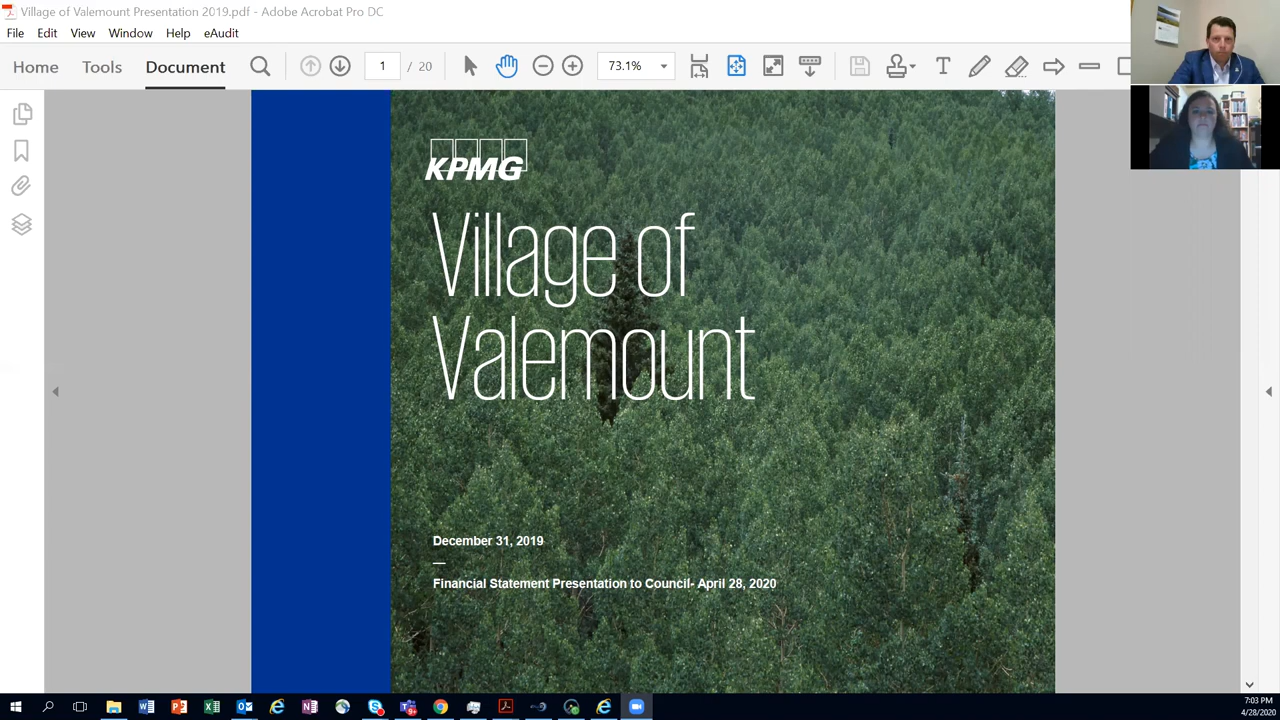 Village of Valemount Presentation 2019.pdf - Adobe Acrobat Pro DC
File Edit View Window Help eAudit
Home Tools Document 1 / 20 73.1%
KPMG
Village of
Valemount
December 31, 2019
—
Financial Statement Presentation to Council- April 28, 2020
7:03 PM
4/28/2020